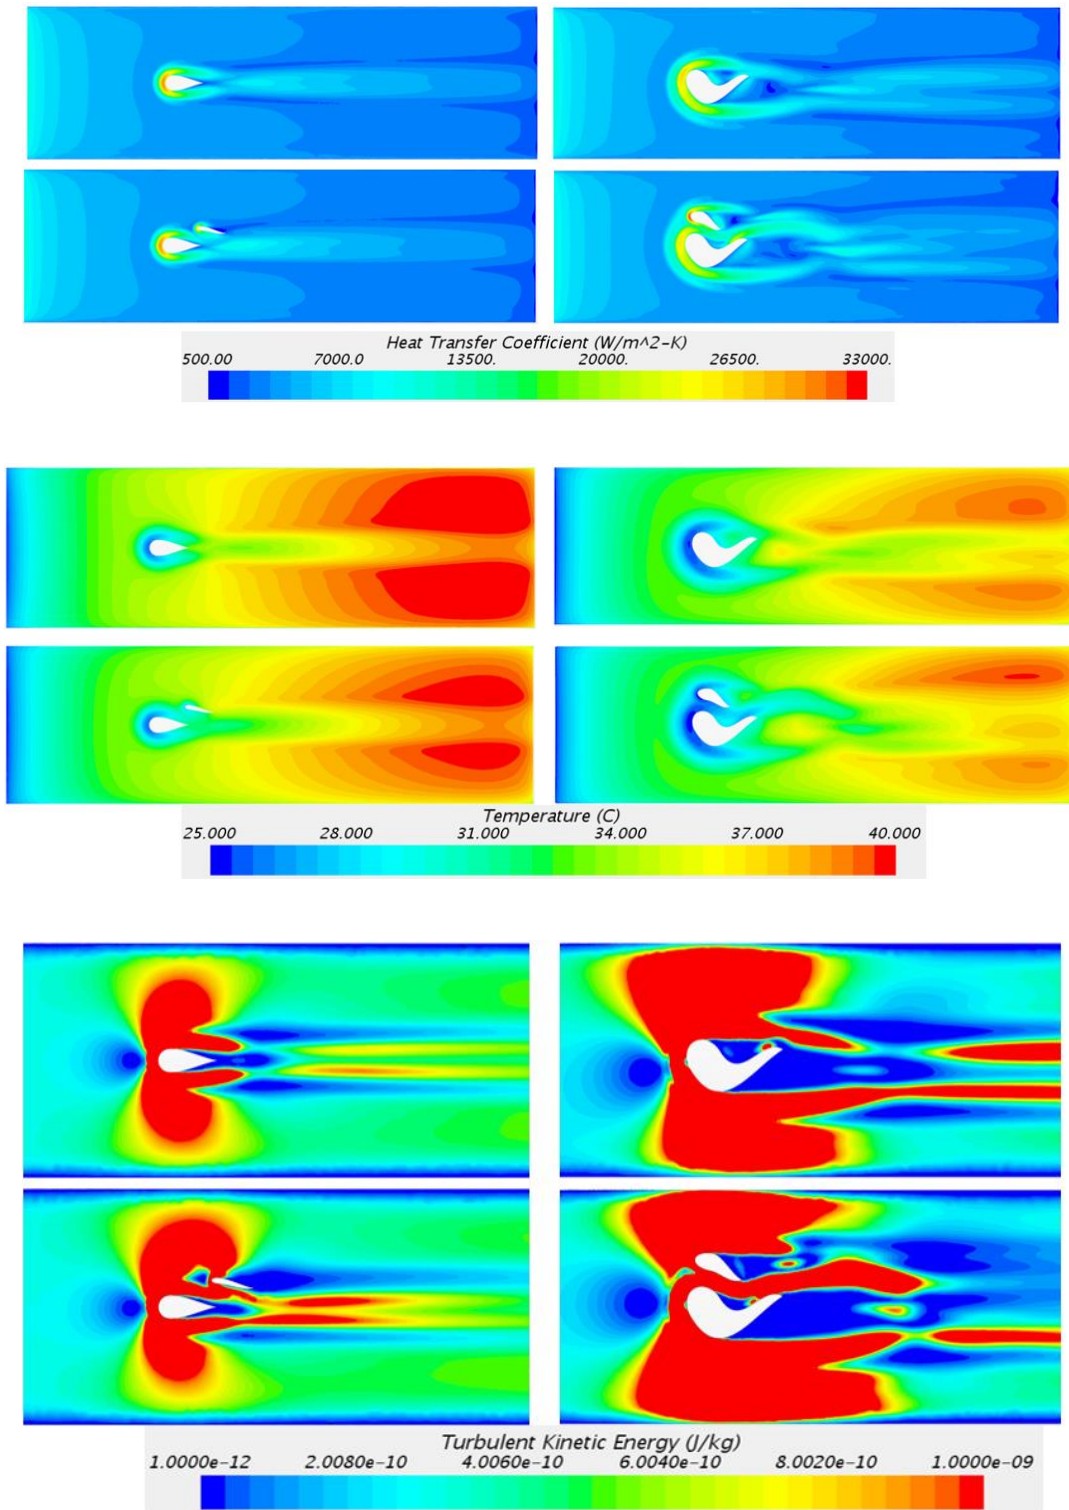 Heat Transfer Coefficient (W/m^2-K)
500.00 7000.0 13500. 20000. 26500. 33000.
Temperature (C)
25.000 28.000 31.000 34.000 37.000 40.000
Turbulent Kinetic Energy (J/kg)
1.0000e-12 2.0080e-10 4.0060e-10 6.0040e-10 8.0020e-10 1.0000e-09